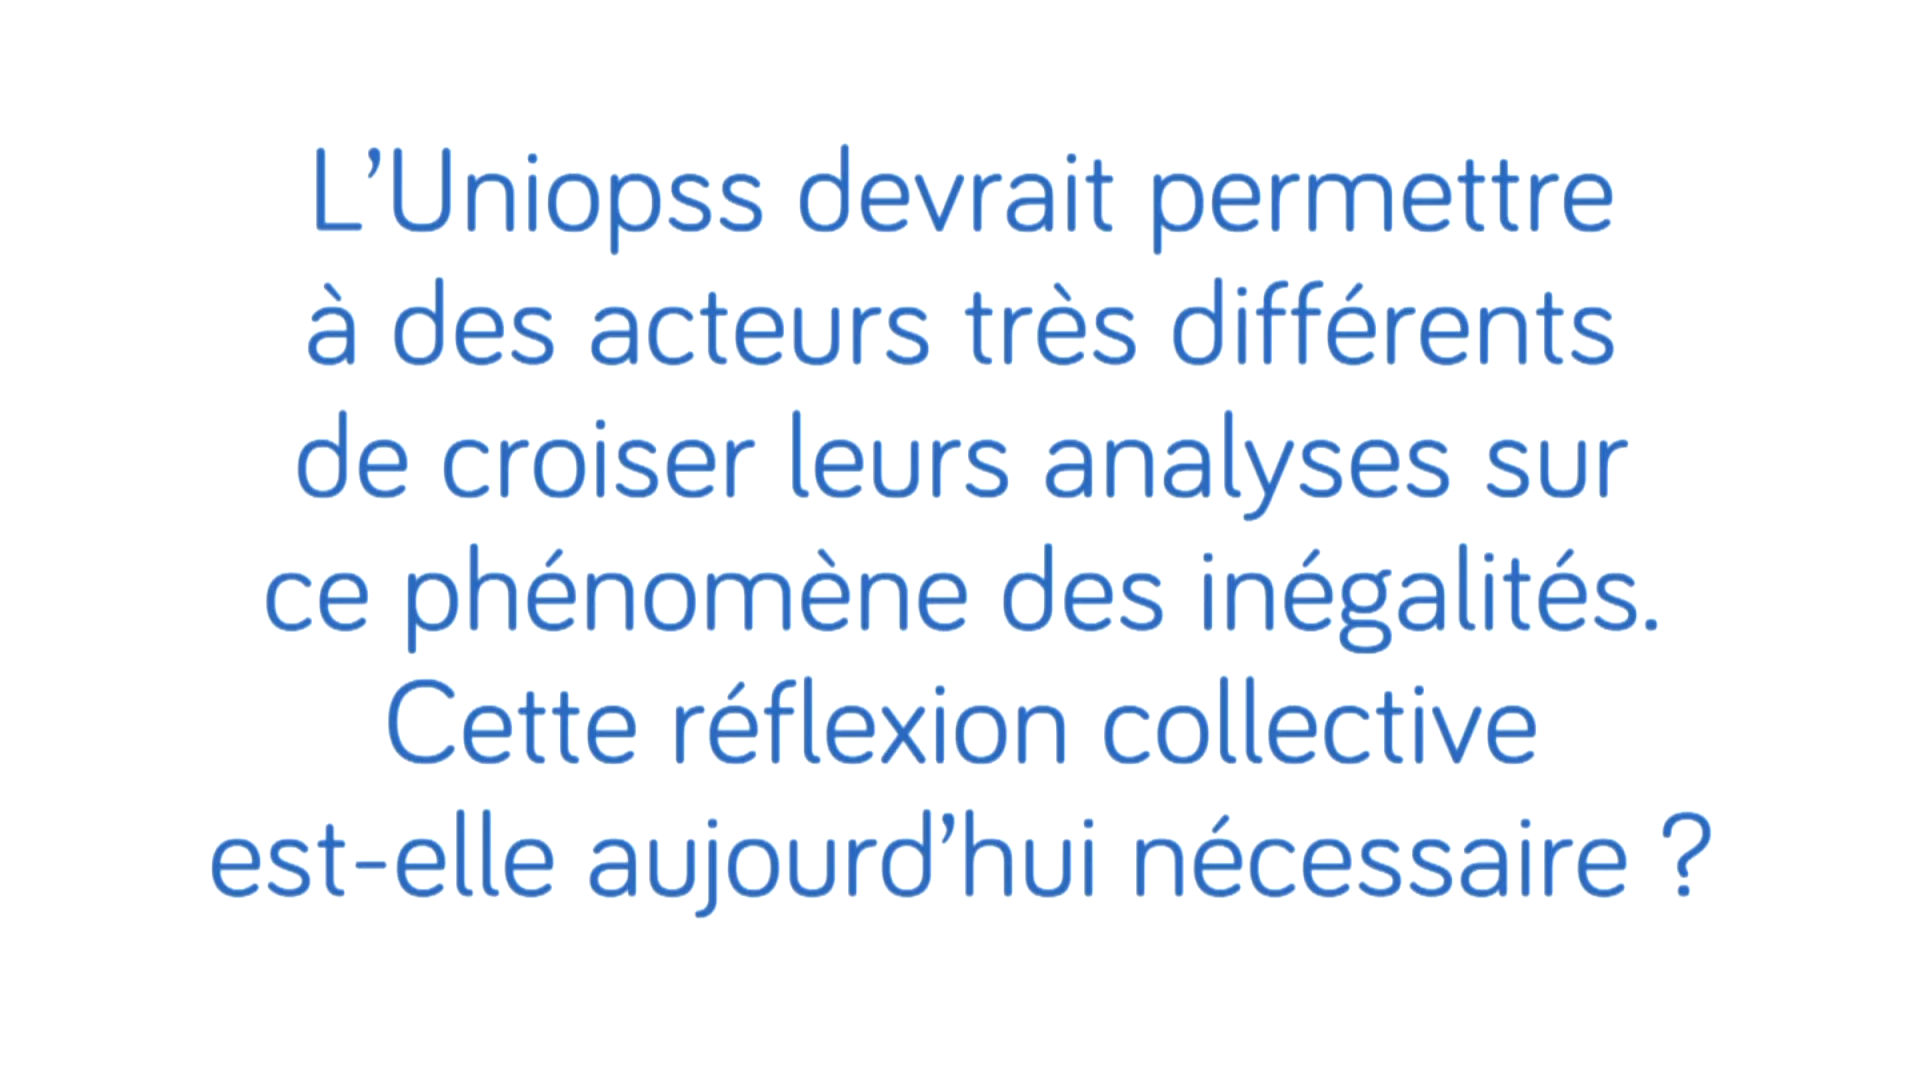 L’Uniopss devrait permettre
à des acteurs très différents
de croiser leurs analyses sur
ce phénomène des inégalités.
Cette réflexion collective
est-elle aujourd’hui nécessaire ?